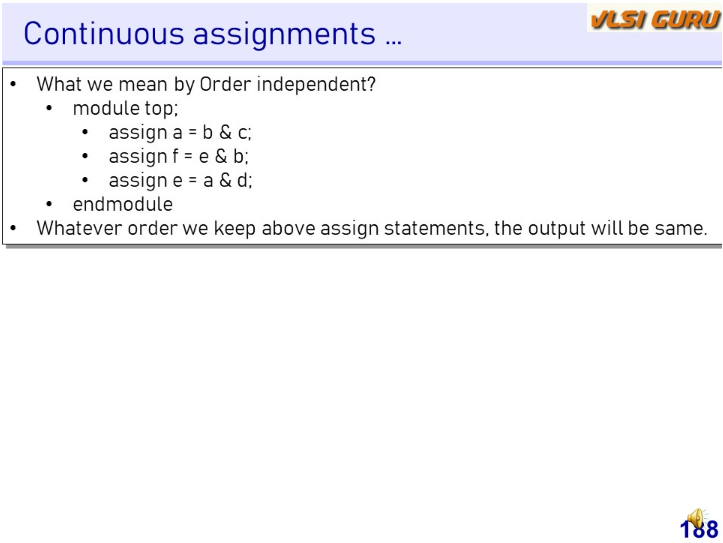 Continuous assignments ...
VLSI GURU
• What we mean by Order independent?
• module top;
• assign a = b & c;
• assign f = e & b;
• assign e = a & d;
• endmodule
• Whatever order we keep above assign statements, the output will be same.
188